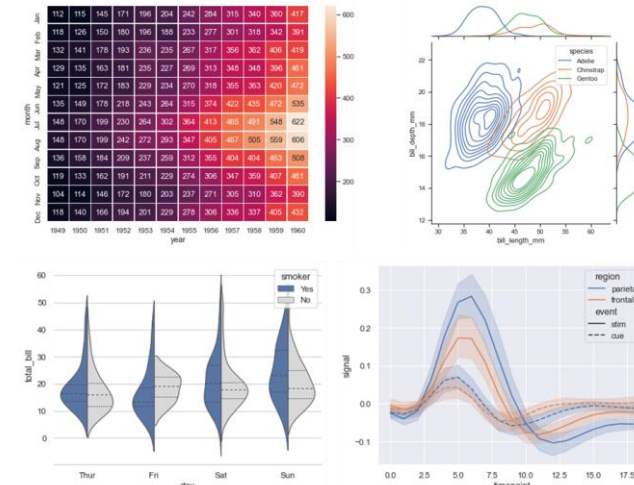 Jan 112 115 145 171 196 204 242 284 315 340 360 417
Feb 118 126 150 180 196 188 233 277 301 318 342 391
Mar 132 141 178 193 236 235 267 317 356 362 406 419
Apr 129 135 163 181 235 227 269 313 348 348 396 461
May 121 125 172 183 229 234 270 318 355 363 420 472
Jun 135 149 178 218 243 264 315 374 422 435 472 535
Jul 148 170 199 230 264 302 364 413 465 491 548 622
Aug 148 170 199 242 272 293 347 405 467 505 559 606
Sep 136 158 184 209 237 259 312 355 404 404 463 508
Oct 119 133 162 191 211 229 274 306 347 359 407 461
Nov 104 114 146 172 180 203 237 271 305 310 362 390
Dec 118 140 166 194 201 229 278 306 336 337 405 432
month
1949 1950 1951 1952 1953 1954 1955 1956 1957 1958 1959 1960
year
600
500
400
300
200
species
Adelie
Chinstrap
Gentoo
22
20
18
16
14
12
bill_depth_mm
30 40 50 60
bill_length_mm
60
50
40
30
20
10
0
total_bill
smoker
Yes
No
Thur Fri Sat Sun
0.3
0.2
0.1
0.0
−0.1
signal
region
parieta
frontal
event
stim
cue
0.0 2.5 5.0 7.5 10.0 12.5 15.0 17.5